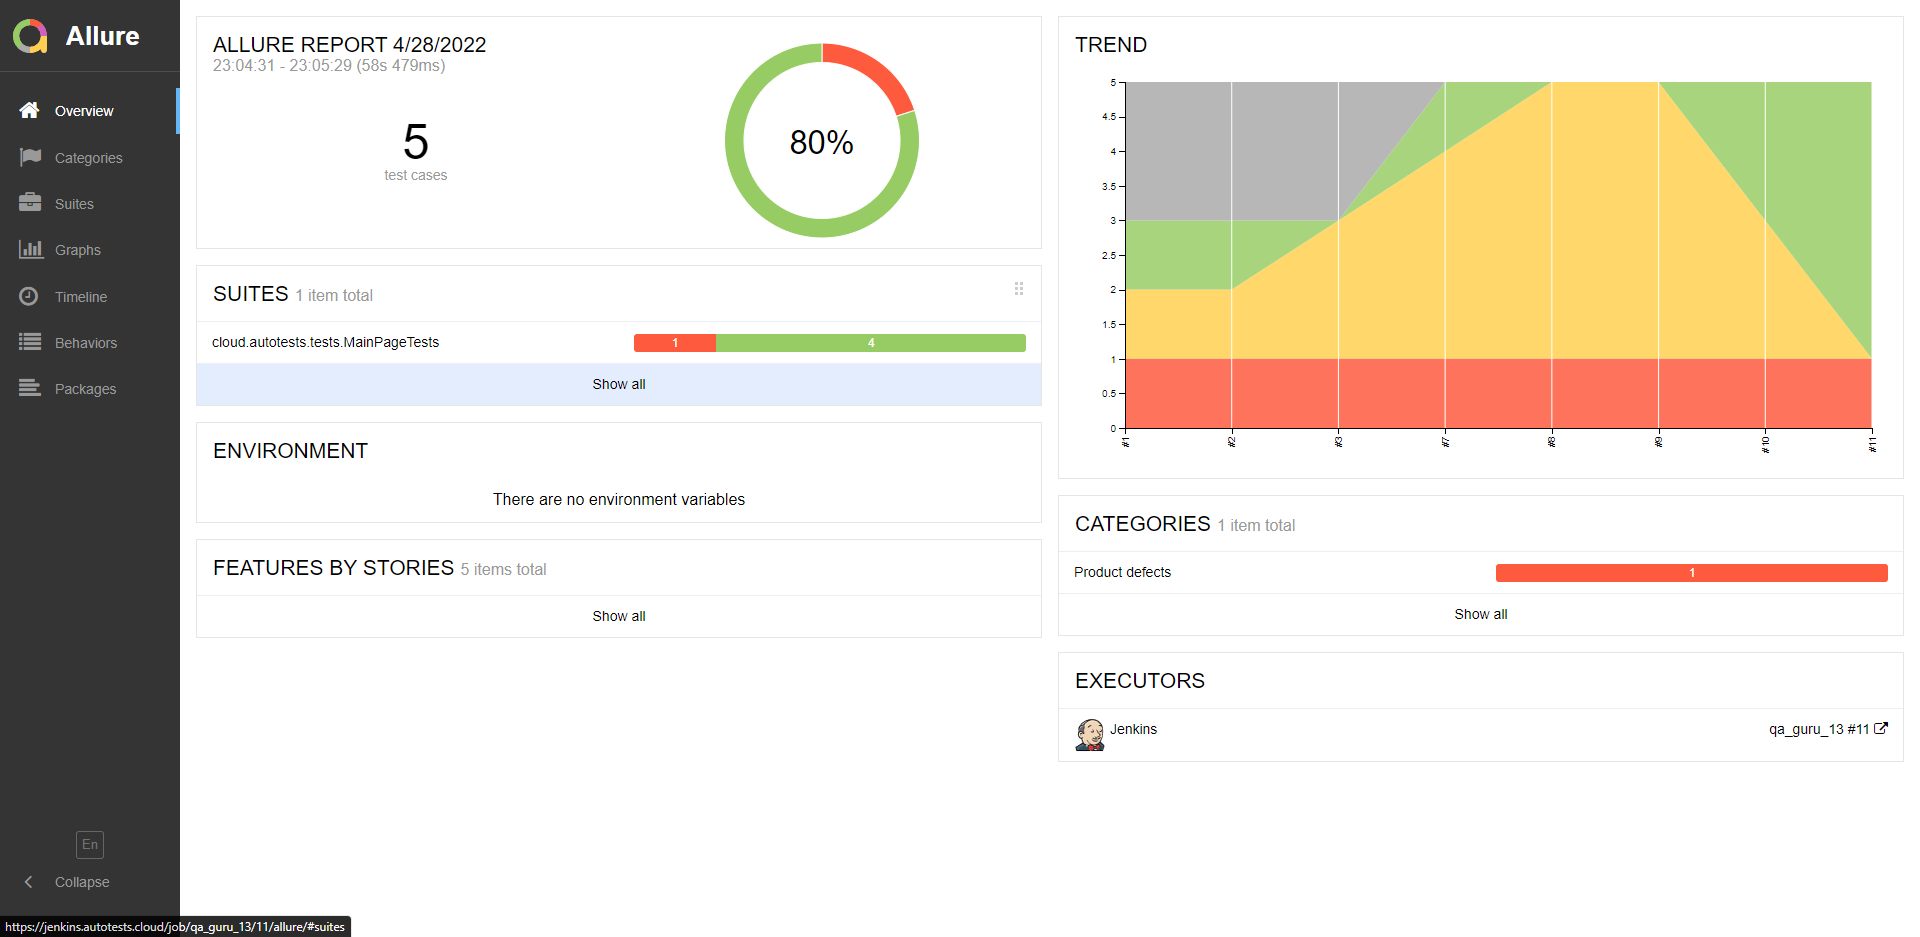 Allure
Overview
Categories
Suites
Graphs
Timeline
Behaviors
Packages
En
Collapse
ALLURE REPORT 4/28/2022
23:04:31 - 23:05:29 (58s 479ms)
5
test cases
80%
SUITES 1 item total
cloud.autotests.tests.MainPageTests 1 4
Show all
ENVIRONMENT
There are no environment variables
FEATURES BY STORIES 5 items total
Show all
TREND
5
4.5
4
3.5
3
2.5
2
1.5
1
0.5
0
#1 #2 #3 #7 #8 #9 #10 #11
CATEGORIES 1 item total
Product defects 1
Show all
EXECUTORS
Jenkins qa_guru_13 #11
https://jenkins.autotests.cloud/job/qa_guru_13/11/allure/#suites